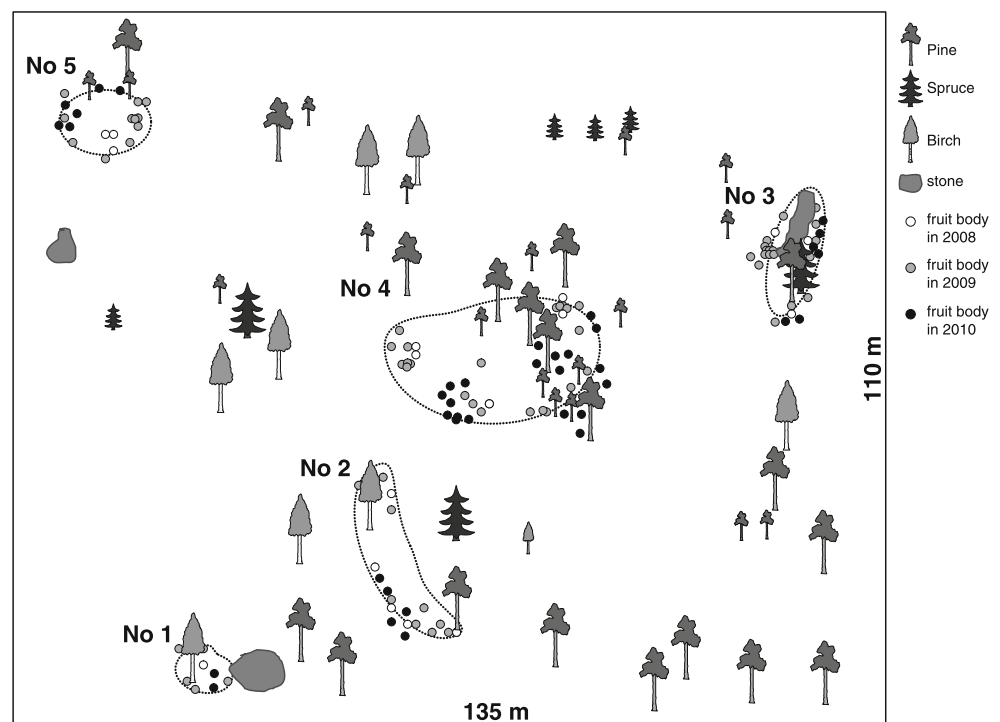 No 5
No 3
No 4
No 2
No 1
110 m
135 m
Pine
Spruce
Birch
stone
fruit body
in 2008
fruit body
in 2009
fruit body
in 2010